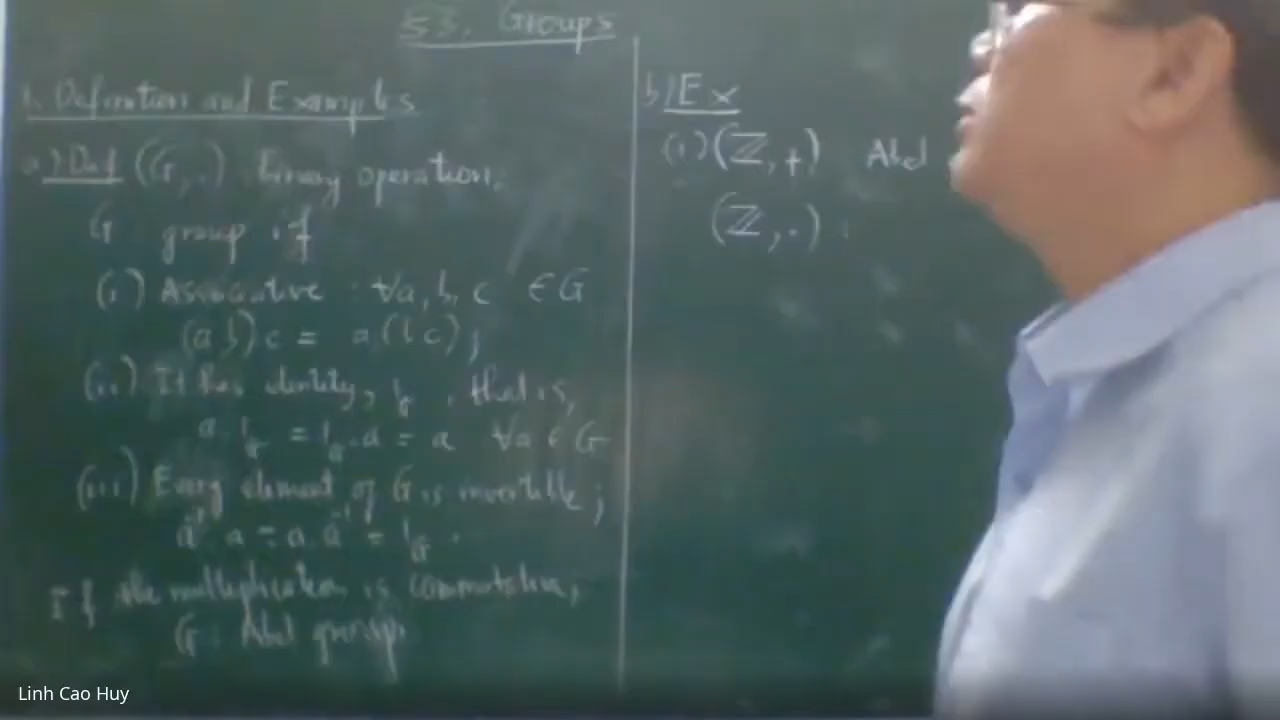 §3. Groups
1. Definition and Examples
a) Def (G, .) binary operation.
G group if
(i) Associative : ∀a, b, c ∈ G
(ab)c = a(bc);
(ii) It has identity, 1_G, that is,
a.1_G = 1_G.a = a ∀a ∈ G
(iii) Every element of G is invertible;
a⁻¹.a = a.a⁻¹ = 1_G.
If the multiplication is commutative,
G : Abel group.
b) Ex
(i) (ℤ, +) Abel
(ℤ, .) :
Linh Cao Huy